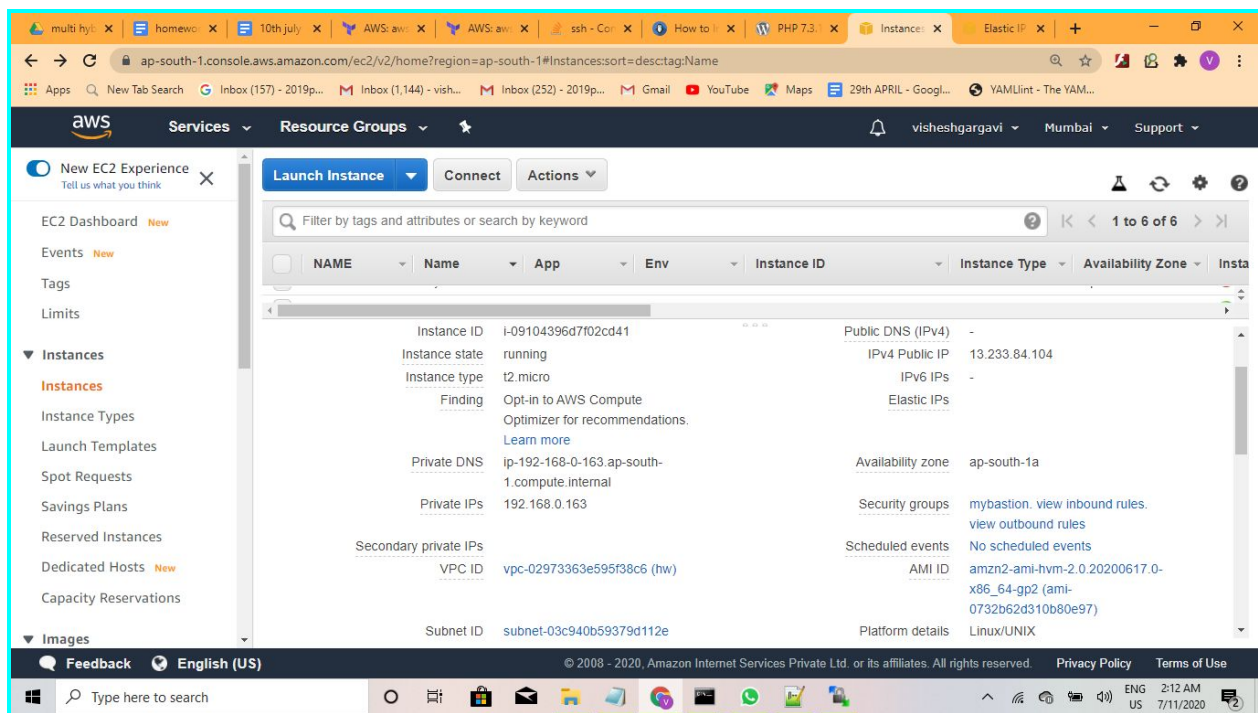 multi hyb
homewor
10th july
AWS: aws
AWS: aws
ssh - Con
How to
PHP 7.3.
Instances
Elastic IP
ap-south-1.console.aws.amazon.com/ec2/v2/home?region=ap-south-1#Instances:sort=desc:tag:Name
V
Apps New Tab Search Inbox (157) - 2019p... Inbox (1,144) - vish... Inbox (252) - 2019p... Gmail YouTube Maps 29th APRIL - Googl... YAMLlint - The YAM...
aws Services Resource Groups visheshgargavi Mumbai Support
New EC2 Experience
Tell us what you think
EC2 Dashboard New
Events New
Tags
Limits
Instances
Instances
Instance Types
Launch Templates
Spot Requests
Savings Plans
Reserved Instances
Dedicated Hosts New
Capacity Reservations
Images
Launch Instance Connect Actions
Filter by tags and attributes or search by keyword 1 to 6 of 6
NAME Name App Env Instance ID Instance Type Availability Zone Insta
Instance ID i-09104396d7f02cd41
Instance state running
Instance type t2.micro
Finding Opt-in to AWS Compute
Optimizer for recommendations.
Learn more
Private DNS ip-192-168-0-163.ap-south-
1.compute.internal
Private IPs 192.168.0.163
Secondary private IPs
VPC ID vpc-02973363e595f38c6 (hw)
Subnet ID subnet-03c940b59379d112e
Public DNS (IPv4) -
IPv4 Public IP 13.233.84.104
IPv6 IPs -
Elastic IPs
Availability zone ap-south-1a
Security groups mybastion. view inbound rules.
view outbound rules
Scheduled events No scheduled events
AMI ID amzn2-ami-hvm-2.0.20200617.0-
x86_64-gp2 (ami-
0732b62d310b80e97)
Platform details Linux/UNIX
Feedback English (US) © 2008 - 2020, Amazon Internet Services Private Ltd. or its affiliates. All rights reserved. Privacy Policy Terms of Use
Type here to search
ENG 2:12 AM
US 7/11/2020
2